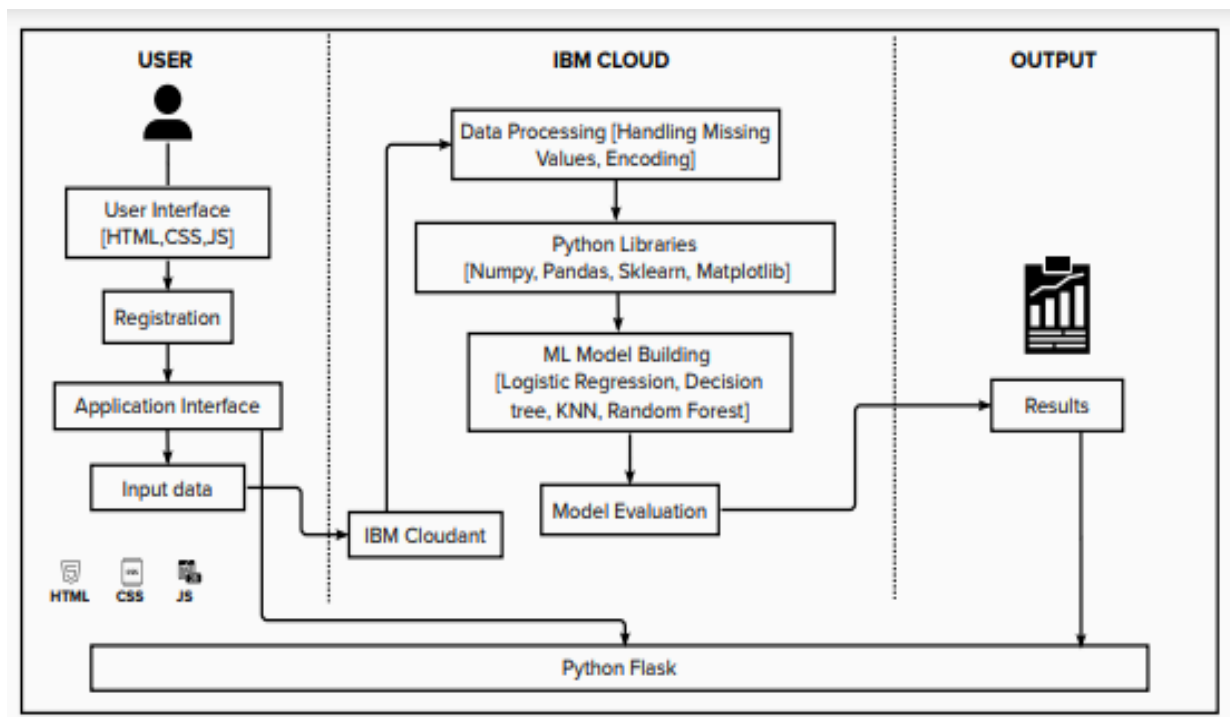 USER
User Interface
[HTML,CSS,JS]
Registration
Application Interface
Input data
HTML
CSS
JS
IBM CLOUD
Data Processing [Handling Missing
Values, Encoding]
Python Libraries
[Numpy, Pandas, Sklearn, Matplotlib]
ML Model Building
[Logistic Regression, Decision
tree, KNN, Random Forest]
Model Evaluation
IBM Cloudant
OUTPUT
Results
Python Flask